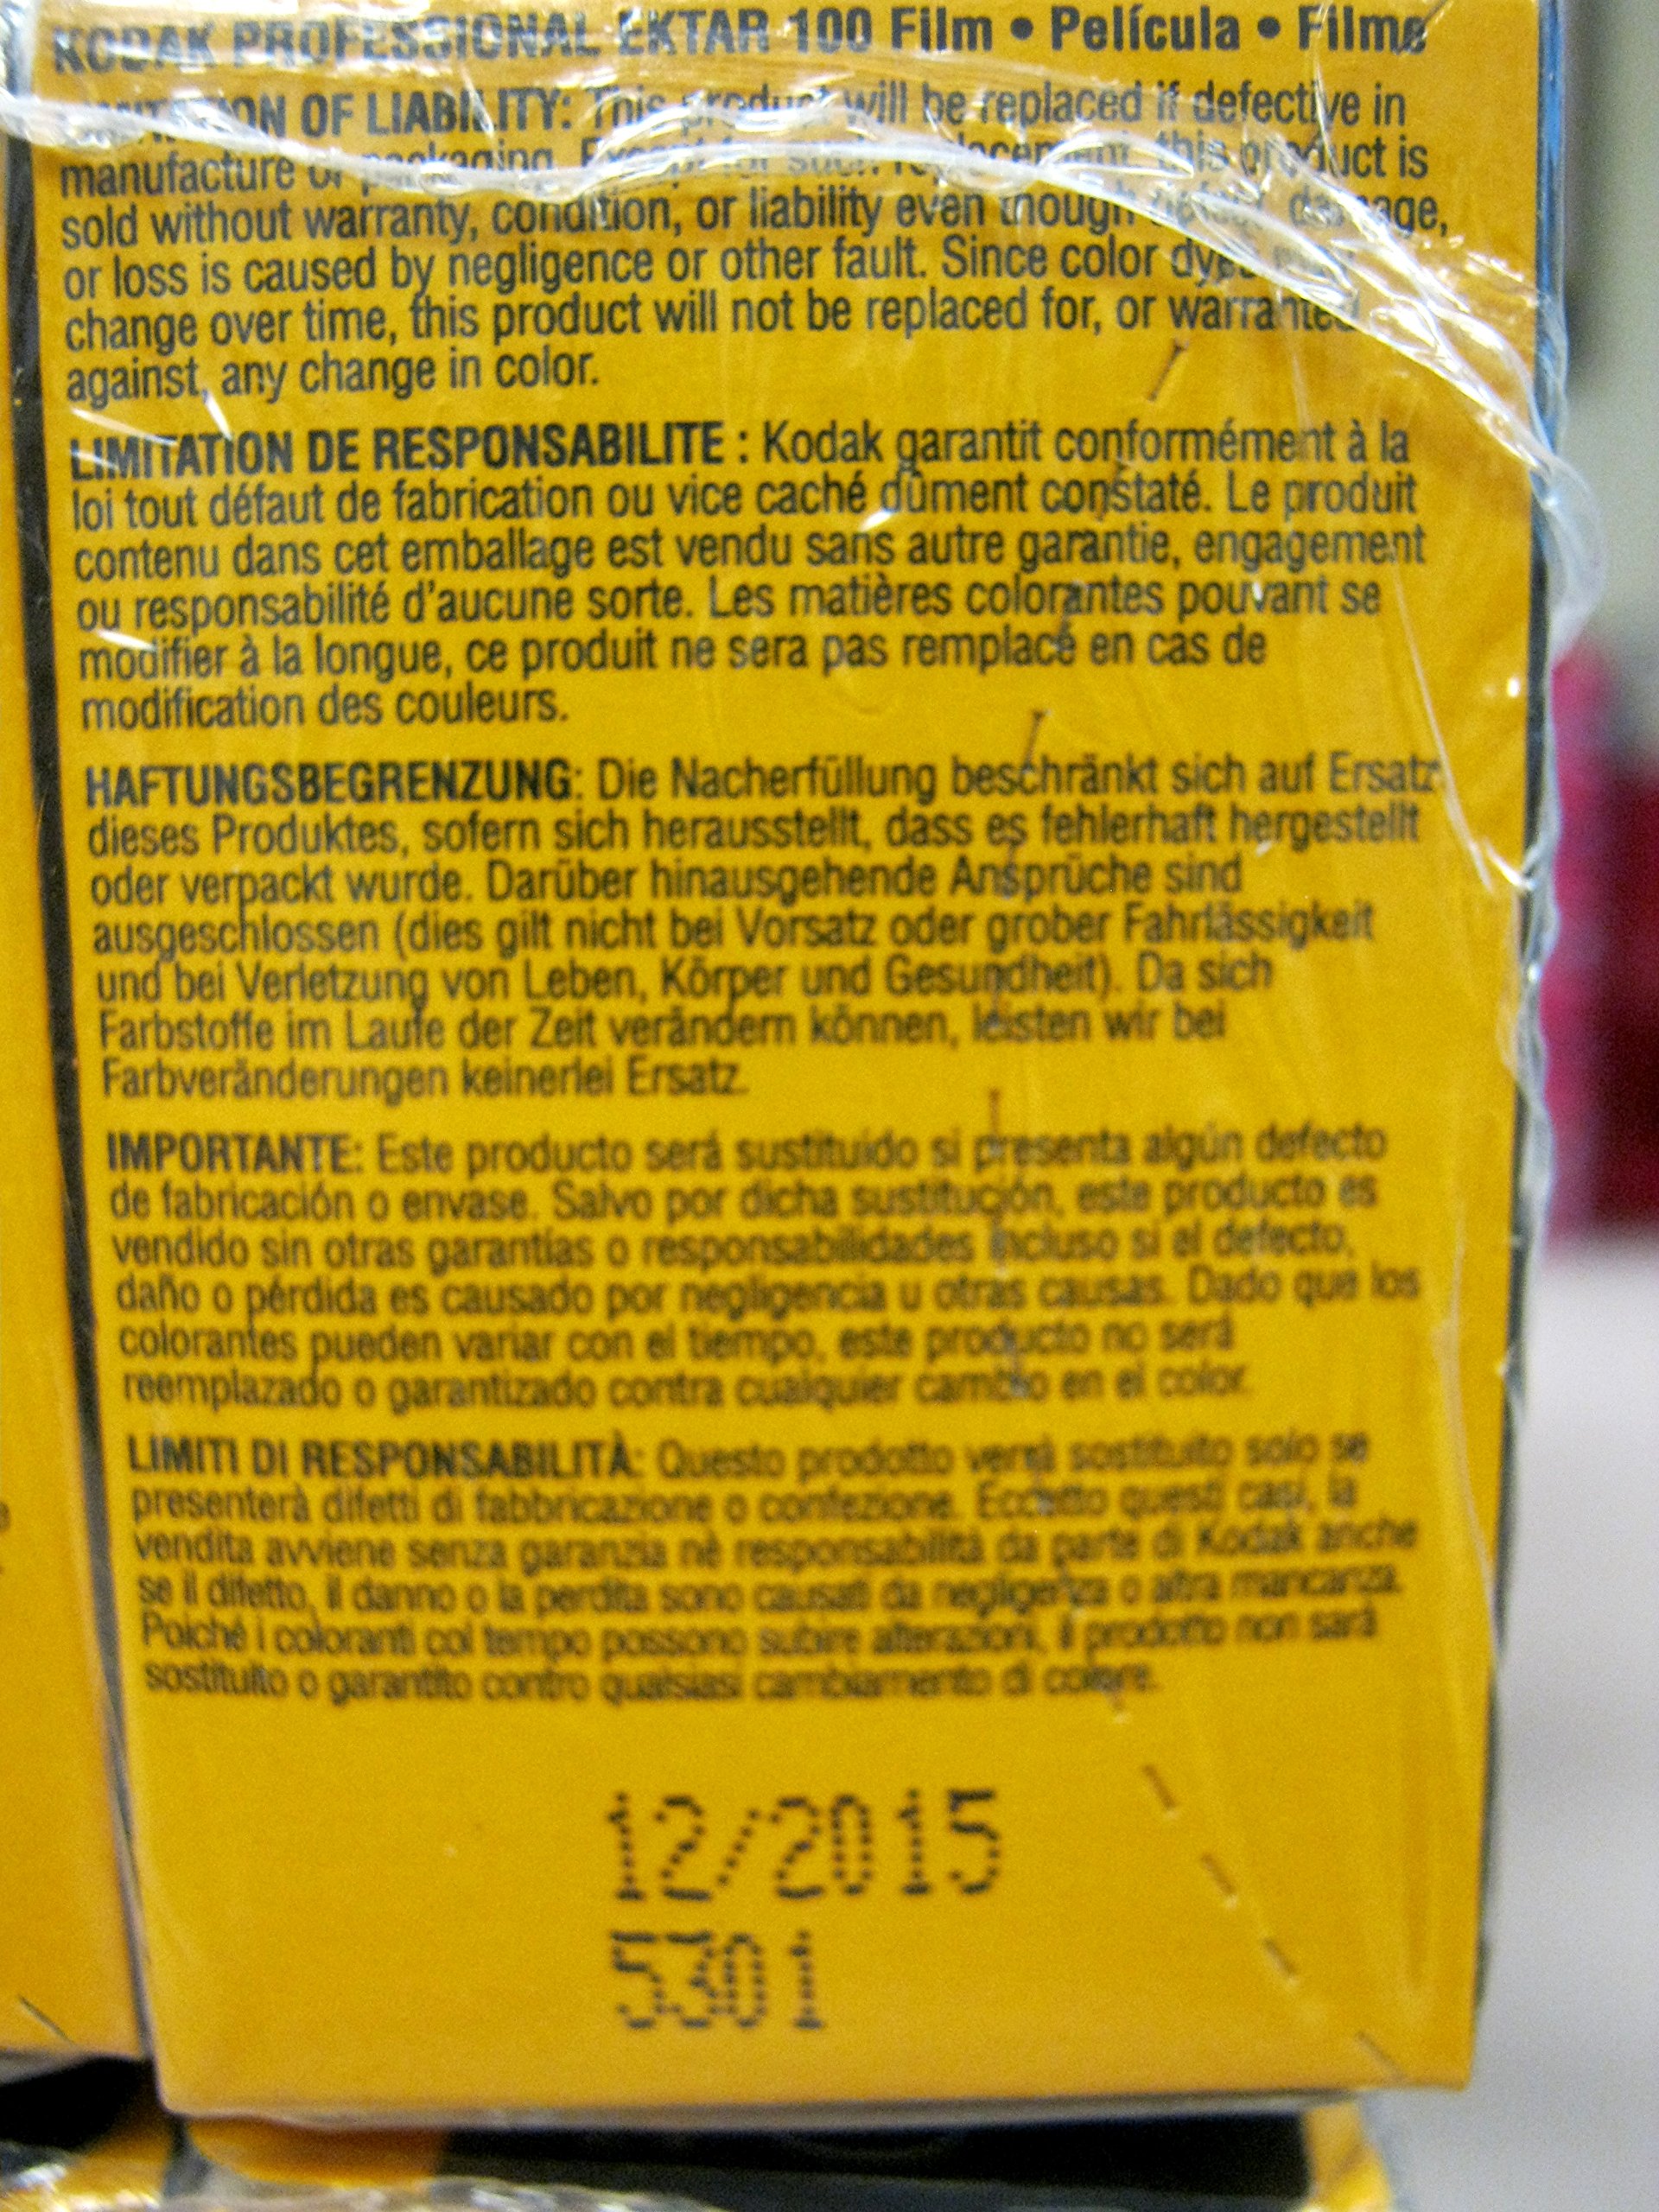 KODAK PROFESSIONAL EKTAR 100 Film • Película • Filme
LIMITATION OF LIABILITY: This product will be replaced if defective in
manufacture or packaging. Except for such replacement, this product is
sold without warranty, condition, or liability even though defect, damage,
or loss is caused by negligence or other fault. Since color dyes may
change over time, this product will not be replaced for, or warranted
against, any change in color.
LIMITATION DE RESPONSABILITE : Kodak garantit conformément à la
loi tout défaut de fabrication ou vice caché dûment constaté. Le produit
contenu dans cet emballage est vendu sans autre garantie, engagement
ou responsabilité d'aucune sorte. Les matières colorantes pouvant se
modifier à la longue, ce produit ne sera pas remplacé en cas de
modification des couleurs.
HAFTUNGSBEGRENZUNG: Die Nacherfüllung beschränkt sich auf Ersatz
dieses Produktes, sofern sich herausstellt, dass es fehlerhaft hergestellt
oder verpackt wurde. Darüber hinausgehende Ansprüche sind
ausgeschlossen (dies gilt nicht bei Vorsatz oder grober Fahrlässigkeit
und bei Verletzung von Leben, Körper und Gesundheit). Da sich
Farbstoffe im Laufe der Zeit verändern können, leisten wir bei
Farbveränderungen keinerlei Ersatz.
IMPORTANTE: Este producto será sustituido si presenta algún defecto
de fabricación o envase. Salvo por dicha sustitución, este producto es
vendido sin otras garantías o responsabilidades incluso si el defecto,
daño o pérdida es causado por negligencia u otras causas. Dado que los
colorantes pueden variar con el tiempo, este producto no será
reemplazado o garantizado contra cualquier cambio en el color.
LIMITI DI RESPONSABILITÀ: Questo prodotto verrà sostituito solo se
presenterà difetti di fabbricazione o confezione. Eccetto questi casi, la
vendita avviene senza garanzia nè responsabilità da parte di Kodak anche
se il difetto, il danno o la perdita sono causati da negligenza o altra mancanza.
Poiché i coloranti col tempo possono subire alterazioni, il prodotto non sarà
sostituito o garantito contro qualsiasi cambiamento di colore.
12/2015
5301